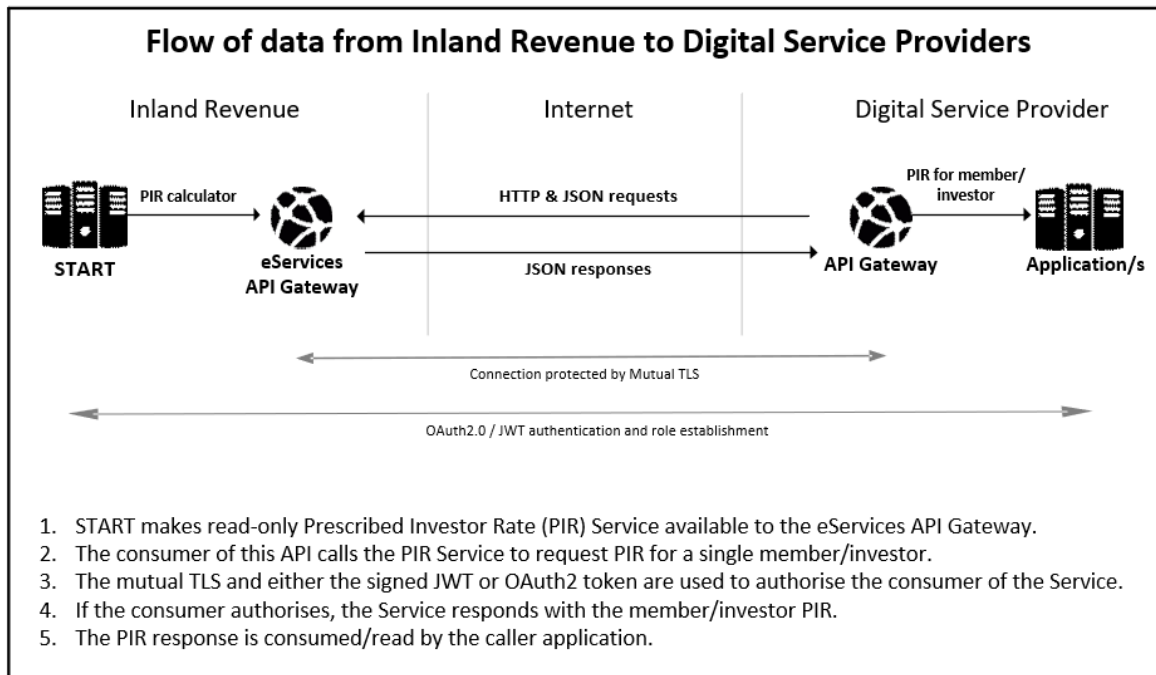 Flow of data from Inland Revenue to Digital Service Providers
Inland Revenue
Internet
Digital Service Provider
PIR calculator
HTTP & JSON requests
PIR for member/
investor
START
eServices
API Gateway
JSON responses
API Gateway
Application/s
Connection protected by Mutual TLS
OAuth2.0 / JWT authentication and role establishment
1. START makes read-only Prescribed Investor Rate (PIR) Service available to the eServices API Gateway.
2. The consumer of this API calls the PIR Service to request PIR for a single member/investor.
3. The mutual TLS and either the signed JWT or OAuth2 token are used to authorise the consumer of the Service.
4. If the consumer authorises, the Service responds with the member/investor PIR.
5. The PIR response is consumed/read by the caller application.